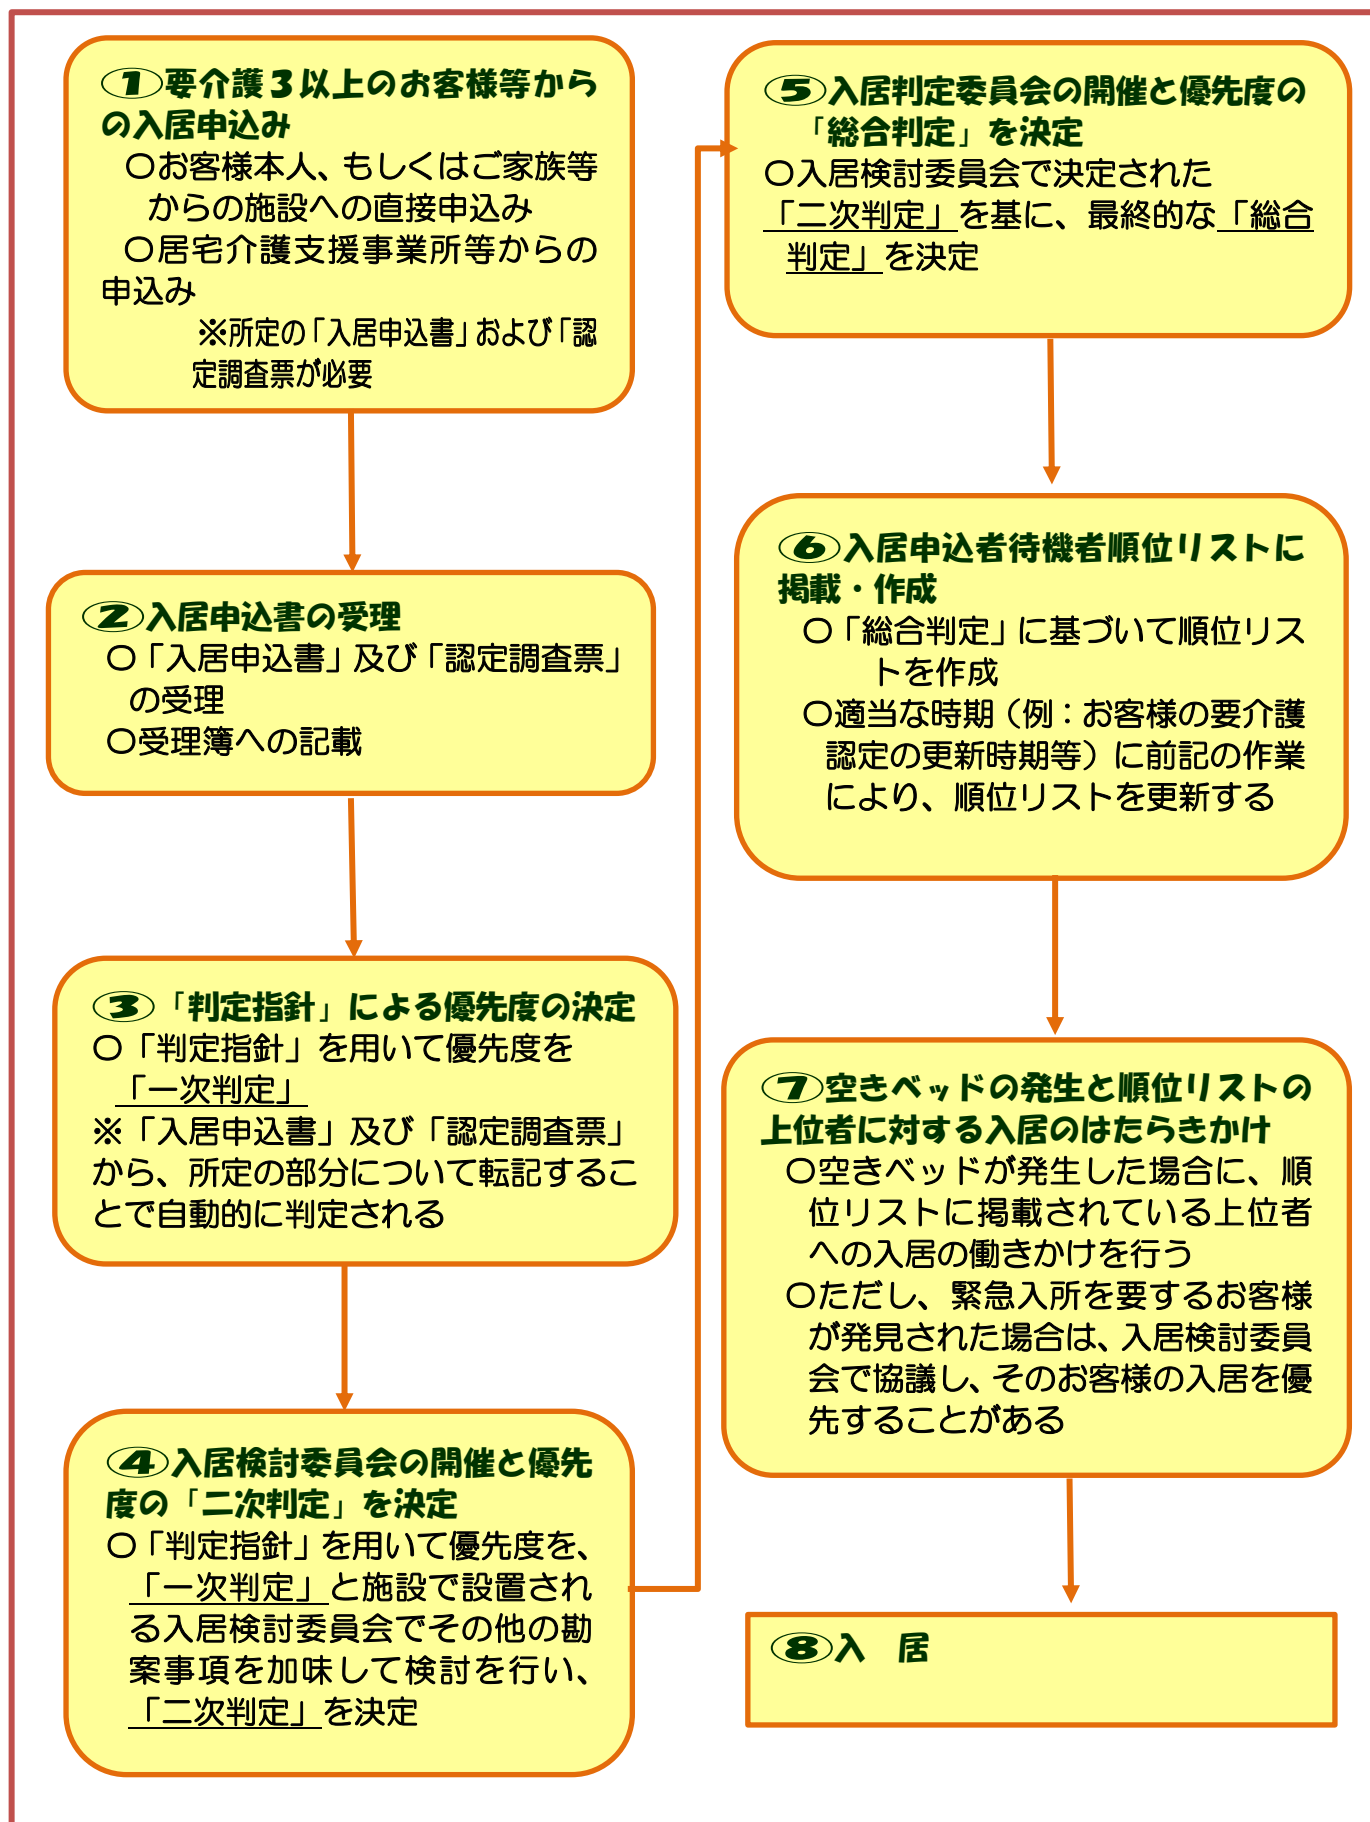 ①要介護３以上のお客様等から
の入居申込み
〇お客様本人、もしくはご家族等
からの施設への直接申込み
〇居宅介護支援事業所等からの
申込み
※所定の「入居申込書」および「認
定調査票が必要
②入居申込書の受理
〇「入居申込書」及び「認定調査票」
の受理
〇受理簿への記載
③「判定指針」による優先度の決定
〇「判定指針」を用いて優先度を
「一次判定」
※「入居申込書」及び「認定調査票」
から、所定の部分について転記するこ
とで自動的に判定される
④入居検討委員会の開催と優先
度の「二次判定」を決定
〇「判定指針」を用いて優先度を、
「一次判定」と施設で設置され
る入居検討委員会でその他の勘
案事項を加味して検討を行い、
「二次判定」を決定
⑤入居判定委員会の開催と優先度の
「総合判定」を決定
〇入居検討委員会で決定された
「二次判定」を基に、最終的な「総合
判定」を決定
⑥入居申込者待機者順位リストに
掲載・作成
〇「総合判定」に基づいて順位リス
トを作成
〇適当な時期（例：お客様の要介護
認定の更新時期等）に前記の作業
により、順位リストを更新する
⑦空きベッドの発生と順位リストの
上位者に対する入居のはたらきかけ
〇空きベッドが発生した場合に、順
位リストに掲載されている上位者
への入居の働きかけを行う
〇ただし、緊急入所を要するお客様
が発見された場合は、入居検討委員
会で協議し、そのお客様の入居を優
先することがある
⑧入　居